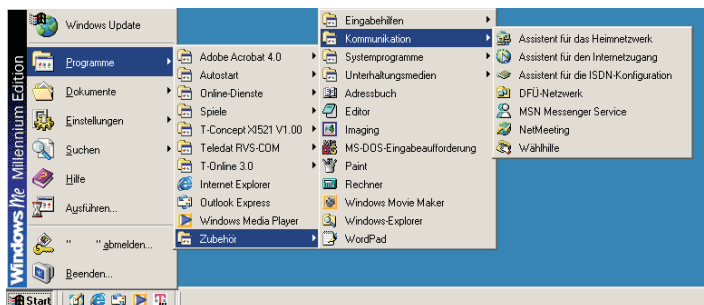 Windows Me Millennium Edition
Windows Update
Programme
Dokumente
Einstellungen
Suchen
Hilfe
Ausführen...
" " abmelden...
Beenden...
Start
Adobe Acrobat 4.0
Autostart
Online-Dienste
Spiele
T-Concept XI521 V1.00
Teledat RVS-COM
T-Online 3.0
Internet Explorer
Outlook Express
Windows Media Player
Zubehör
Eingabehilfen
Kommunikation
Systemprogramme
Unterhaltungsmedien
Adressbuch
Editor
Imaging
MS-DOS-Eingabeaufforderung
Paint
Rechner
Windows Movie Maker
Windows-Explorer
WordPad
Assistent für das Heimnetzwerk
Assistent für den Internetzugang
Assistent für die ISDN-Konfiguration
DFÜ-Netzwerk
MSN Messenger Service
NetMeeting
Wählhilfe